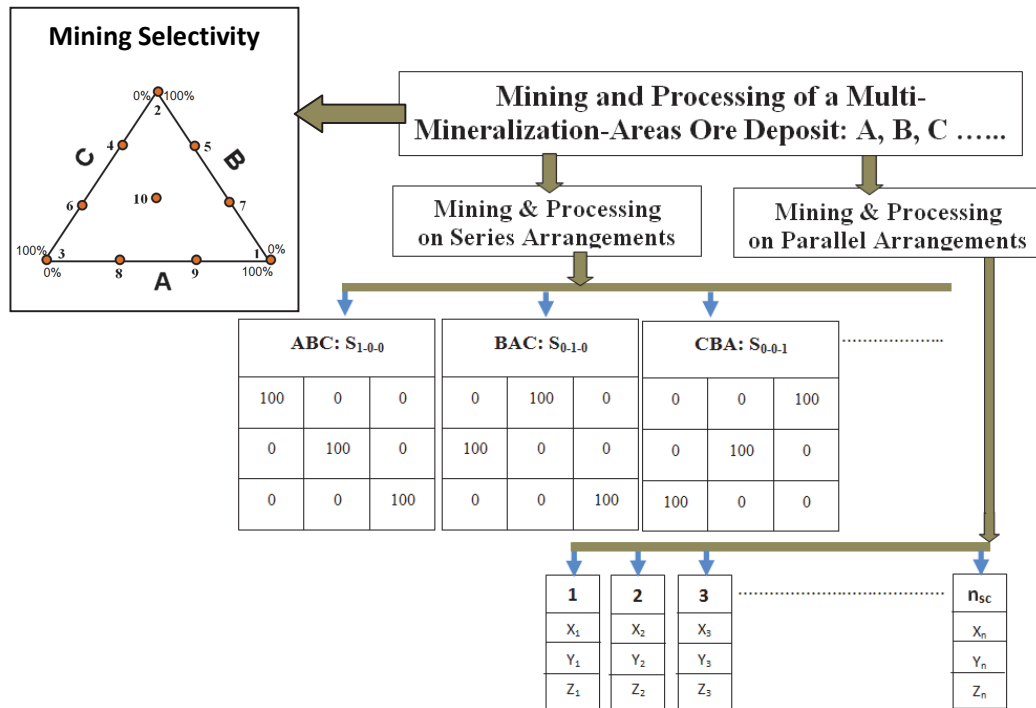 Mining Selectivity
0% 100%
2
4 5
C B
6 10 7
100% 3 1 0%
0% 8 9 100%
A
Mining and Processing of a Multi-
Mineralization-Areas Ore Deposit: A, B, C …...
Mining & Processing
on Series Arrangements
Mining & Processing
on Parallel Arrangements
ABC: S1-0-0
100 0 0
0 100 0
0 0 100
BAC: S0-1-0
0 100 0
100 0 0
0 0 100
CBA: S0-0-1
0 0 100
0 100 0
100 0 0
………………..
1 2 3 ………………………………… nsc
X1 X2 X3 Xn
Y1 Y2 Y3 Yn
Z1 Z2 Z3 Zn